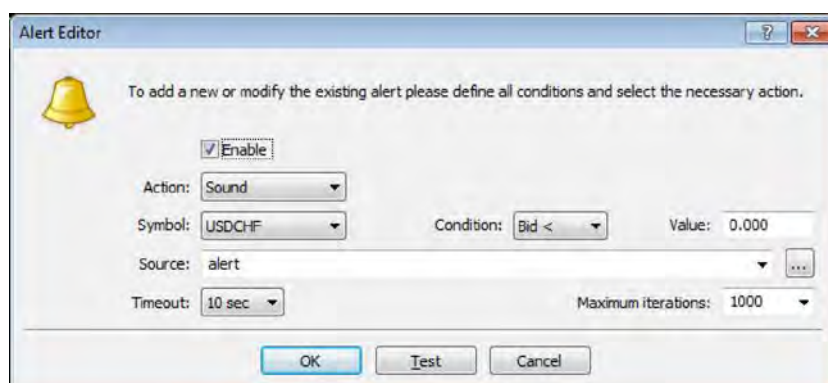 Alert Editor
To add a new or modify the existing alert please define all conditions and select the necessary action.
Enable
Action: Sound
Symbol: USDCHF Condition: Bid < Value: 0.000
Source: alert ...
Timeout: 10 sec Maximum iterations: 1000
OK Test Cancel